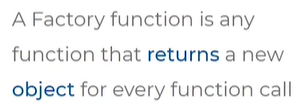 A Factory function is any
function that returns a new
object for every function call